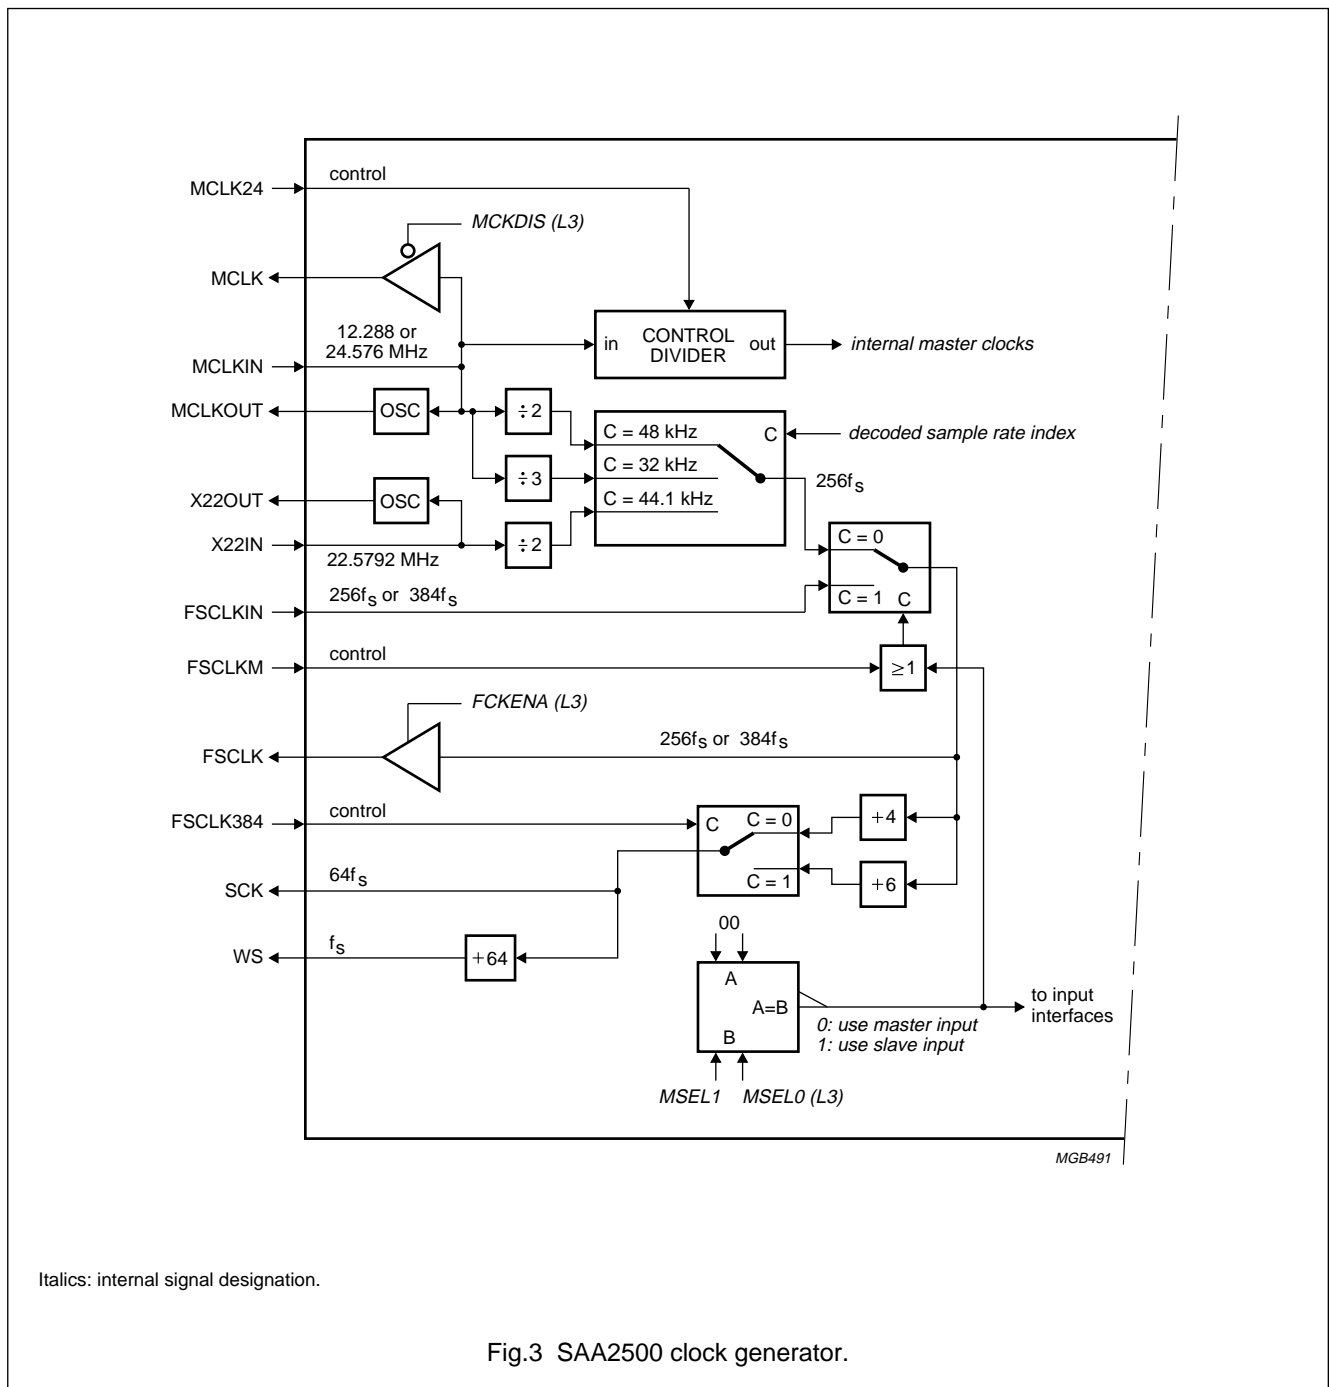 MCLK24
control
MCKDIS (L3)
MCLK
12.288 or
24.576 MHz
MCLKIN
in
CONTROL
DIVIDER
out
internal master clocks
MCLKOUT
OSC
÷2
C = 48 kHz
C
decoded sample rate index
÷3
C = 32 kHz
256fs
X22OUT
OSC
C = 44.1 kHz
X22IN
22.5792 MHz
÷2
C = 0
C = 1
C
FSCLKIN
256fs or 384fs
FSCLKM
control
≥1
FCKENA (L3)
FSCLK
256fs or 384fs
FSCLK384
control
C
C = 0
C = 1
+4
+6
SCK
64fs
WS
fs
+64
00
A
A=B
B
to input
interfaces
0: use master input
1: use slave input
MSEL1
MSEL0 (L3)
MGB491
Italics: internal signal designation.
Fig.3 SAA2500 clock generator.